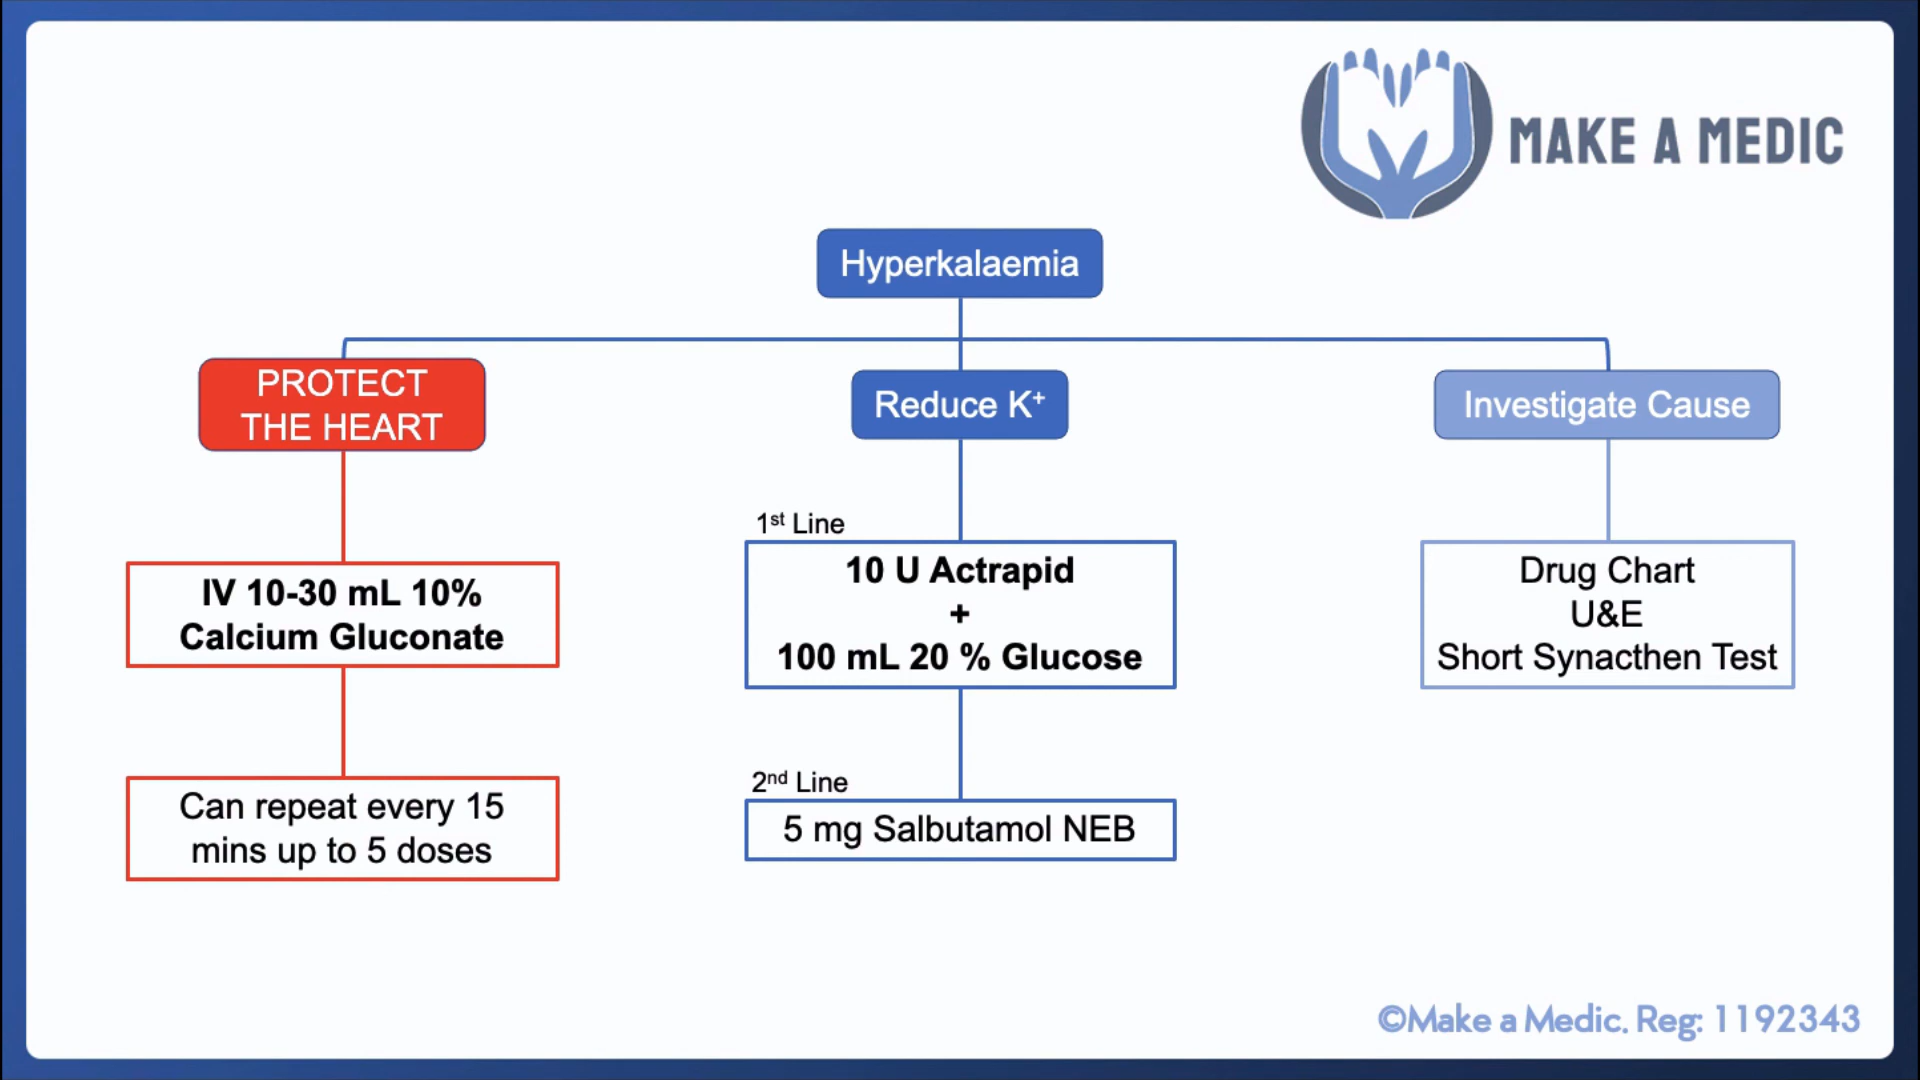 MAKE A MEDIC
Hyperkalaemia
PROTECT
THE HEART
Reduce K⁺
Investigate Cause
IV 10-30 mL 10%
Calcium Gluconate
Can repeat every 15
mins up to 5 doses
1st Line
10 U Actrapid
+
100 mL 20 % Glucose
2nd Line
5 mg Salbutamol NEB
Drug Chart
U&E
Short Synacthen Test
©Make a Medic. Reg: 1192343